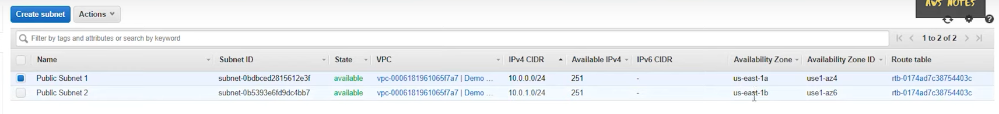 AWS NOTES
Create subnet Actions
Filter by tags and attributes or search by keyword 1 to 2 of 2
Name Subnet ID State VPC IPv4 CIDR Available IPv4 IPv6 CIDR Availability Zone Availability Zone ID Route table
Public Subnet 1 subnet-0bdbced2815612e3f available vpc-0006181961065f7a7 | Demo ... 10.0.0.0/24 251 - us-east-1a use1-az4 rtb-0174ad7c38754403c
Public Subnet 2 subnet-0b5393e6fd9dc4bb7 available vpc-0006181961065f7a7 | Demo ... 10.0.1.0/24 251 - us-east-1b use1-az6 rtb-0174ad7c38754403c